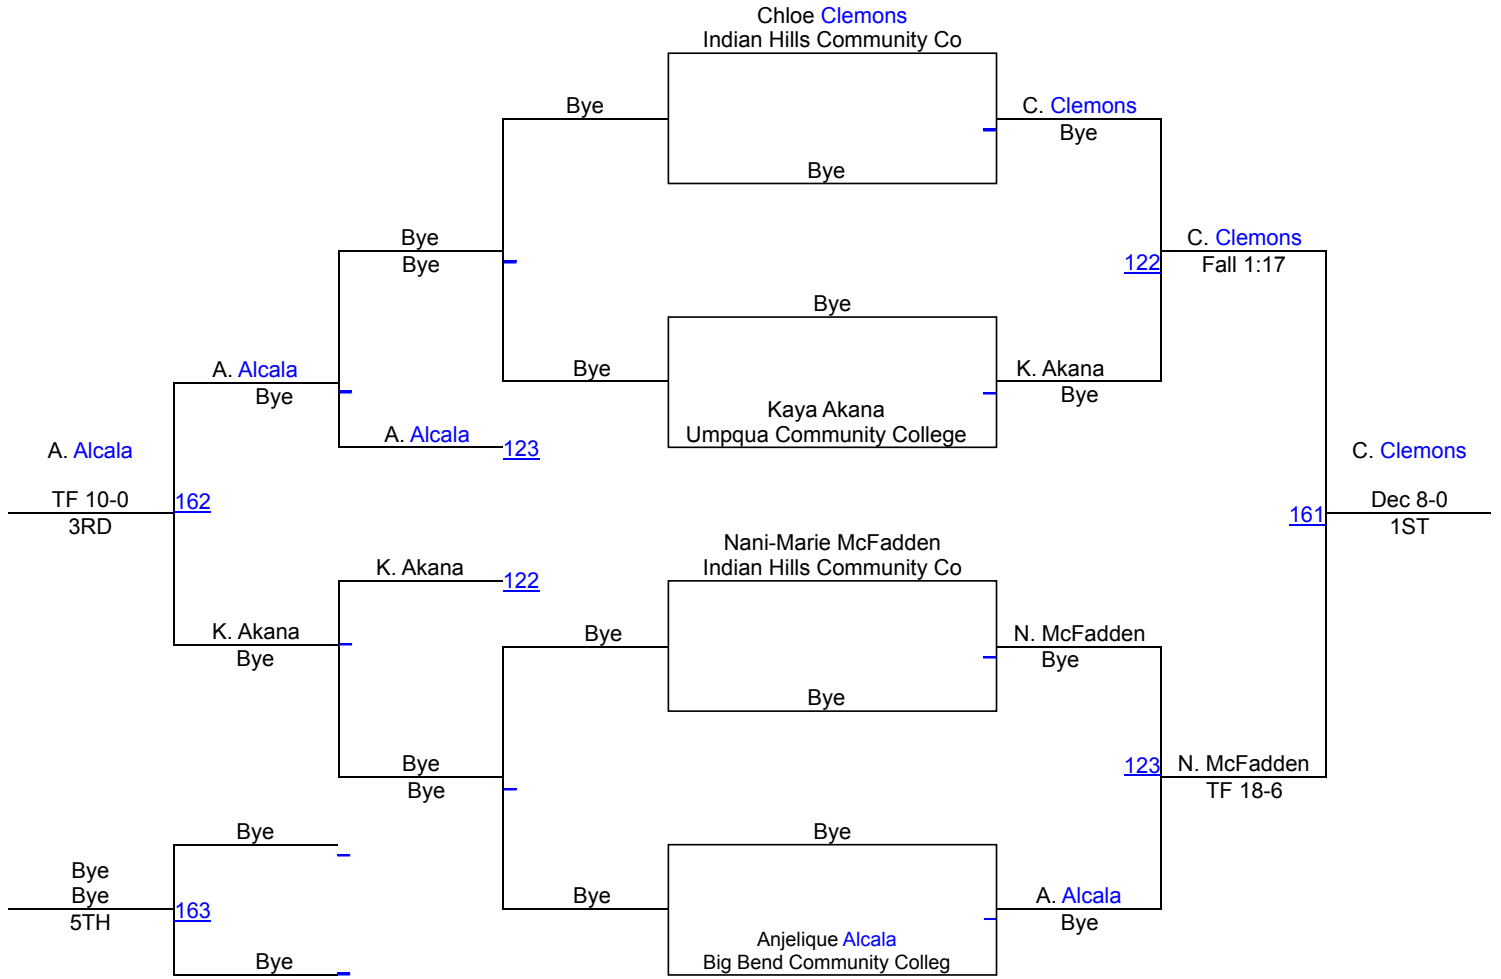 Chloe Clemons
Indian Hills Community Co
Bye
C. Clemons
Bye
Bye
Bye
Bye
C. Clemons
122
Fall 1:17
Bye
A. Alcala
Bye
Bye
K. Akana
Bye
Kaya Akana
Umpqua Community College
A. Alcala
123
A. Alcala
C. Clemons
TF 10-0
162
3RD
161
Dec 8-0
1ST
Nani-Marie McFadden
Indian Hills Community Co
K. Akana
122
K. Akana
Bye
Bye
N. McFadden
Bye
Bye
Bye
Bye
123
N. McFadden
TF 18-6
Bye
Bye
Bye
Bye
163
5TH
Bye
A. Alcala
Bye
Anjelique Alcala
Big Bend Community Colleg
Bye